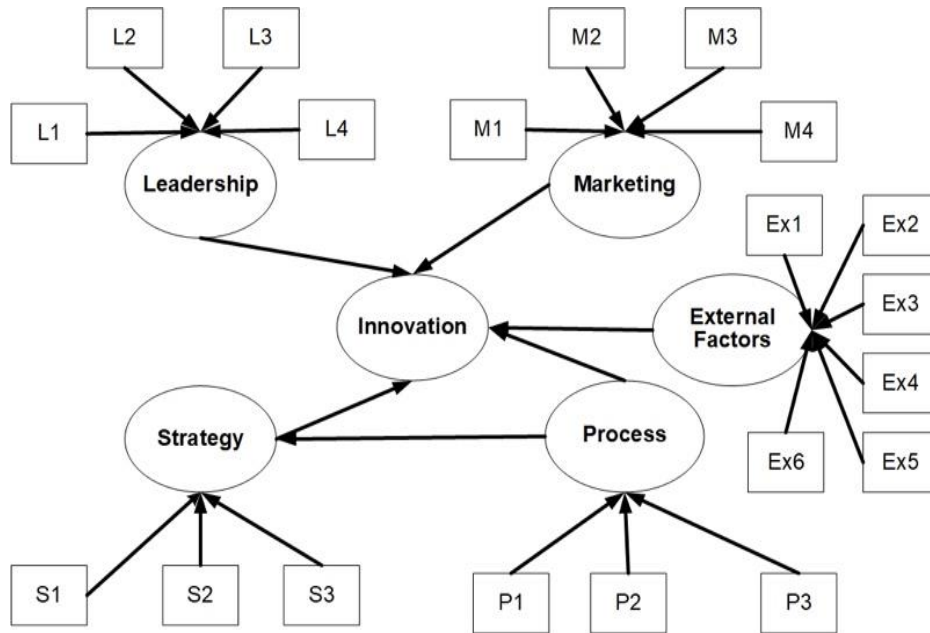 L2
L3
M2
M3
L1
L4
M1
M4
Leadership
Marketing
Ex1
Ex2
Innovation
External
Factors
Ex3
Ex4
Strategy
Process
Ex6
Ex5
S1
S2
S3
P1
P2
P3